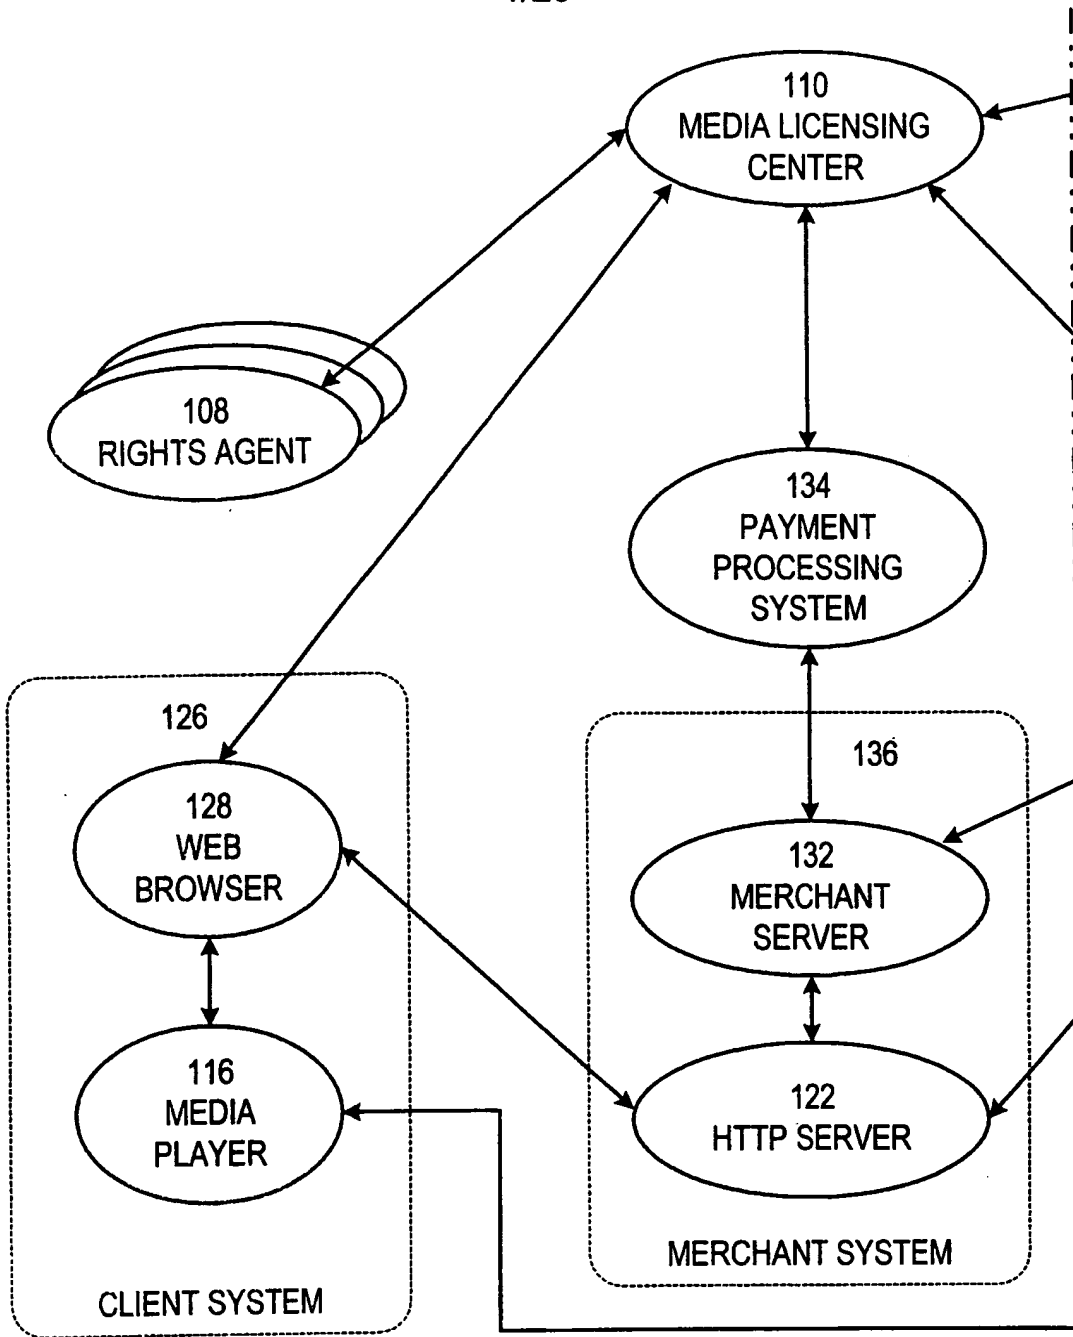 110
MEDIA LICENSING
CENTER
108
RIGHTS AGENT
134
PAYMENT
PROCESSING
SYSTEM
126
136
128
WEB
BROWSER
132
MERCHANT
SERVER
116
MEDIA
PLAYER
122
HTTP SERVER
MERCHANT SYSTEM
CLIENT SYSTEM